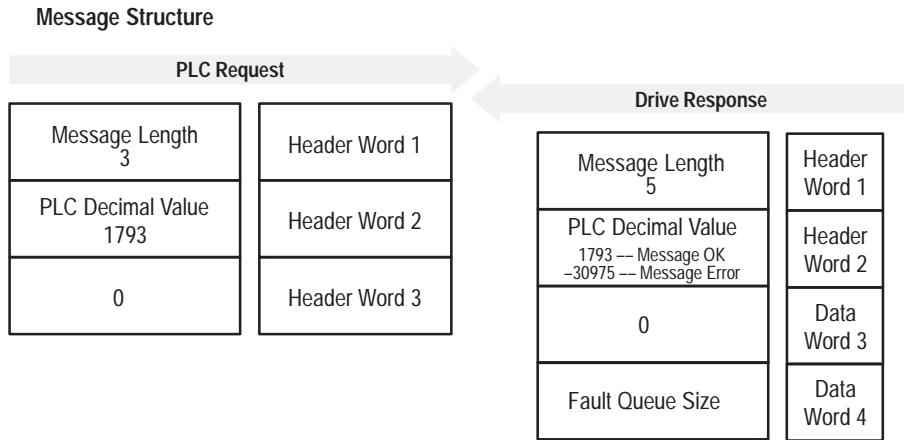 Message Structure
PLC Request
Drive Response
Message Length
3
Header Word 1
PLC Decimal Value
1793
Header Word 2
0
Header Word 3
Message Length
5
Header
Word 1
PLC Decimal Value
1793 –– Message OK
–30975 –– Message Error
Header
Word 2
0
Data
Word 3
Fault Queue Size
Data
Word 4